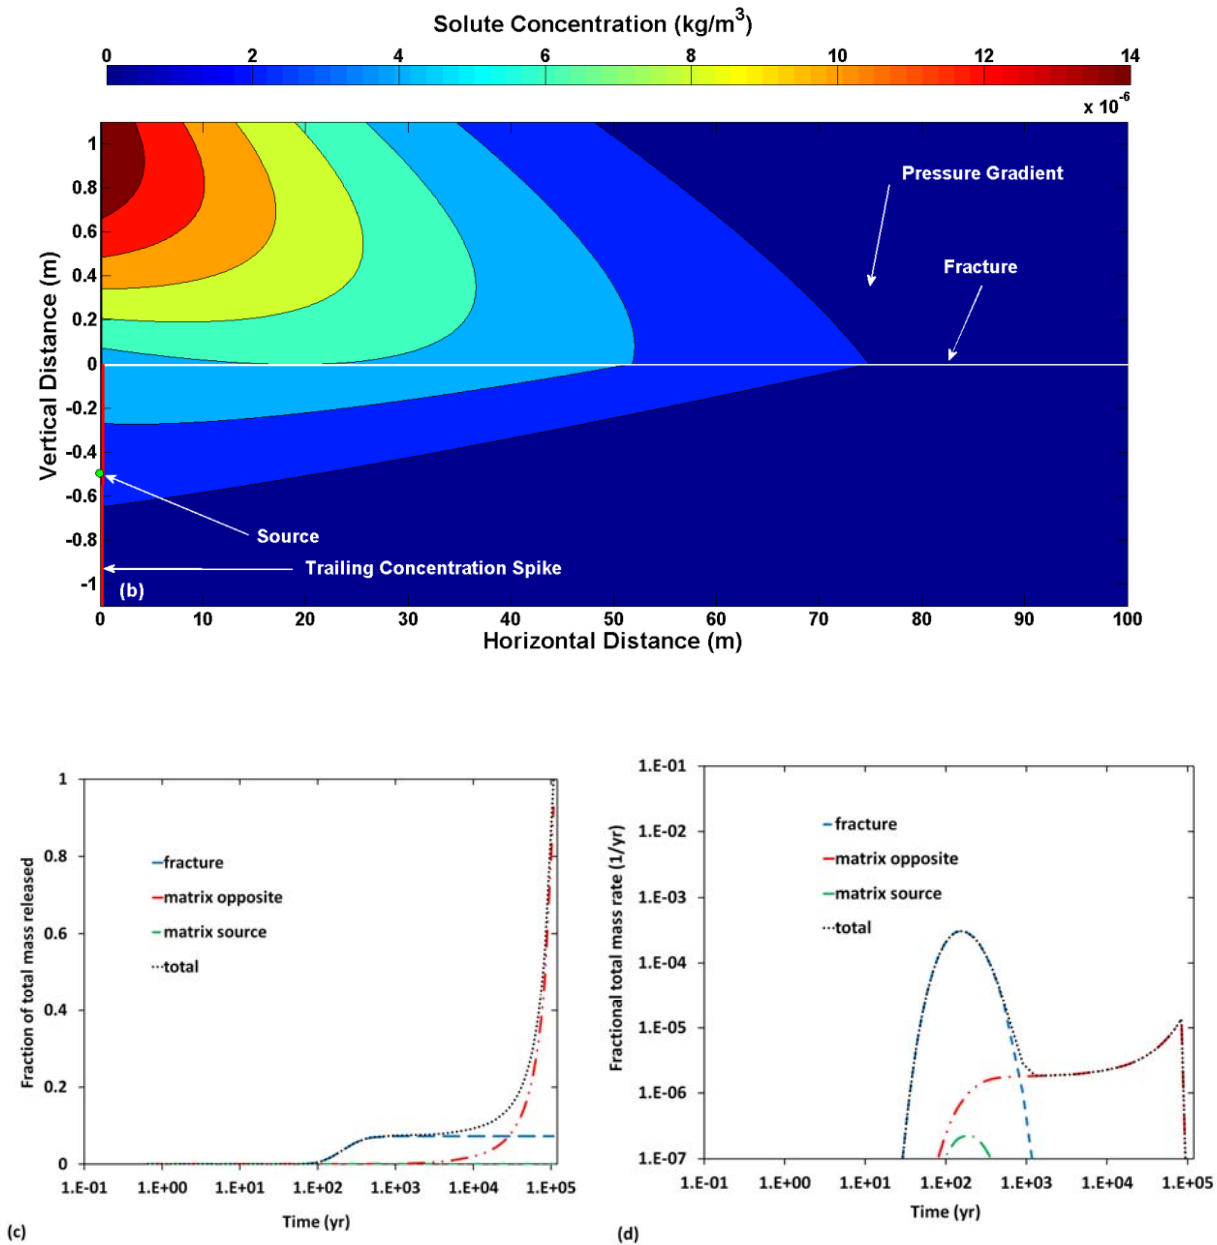 Solute Concentration (kg/m3)
0 2 4 6 8 10 12 14
x 10-6
1
0.8
0.6
0.4
0.2
0
-0.2
-0.4
-0.6
-0.8
-1
Vertical Distance (m)
Pressure Gradient
Fracture
Source
Trailing Concentration Spike
(b)
0 10 20 30 40 50 60 70 80 90 100
Horizontal Distance (m)
1
0.8
0.6
0.4
0.2
0
Fraction of total mass released
fracture
matrix opposite
matrix source
total
1.E-01 1.E+00 1.E+01 1.E+02 1.E+03 1.E+04 1.E+05
Time (yr)
(c)
1.E-01
1.E-02
1.E-03
1.E-04
1.E-05
1.E-06
1.E-07
Fractional total mass rate (1/yr)
fracture
matrix opposite
matrix source
total
1.E-01 1.E+00 1.E+01 1.E+02 1.E+03 1.E+04 1.E+05
Time (yr)
(d)